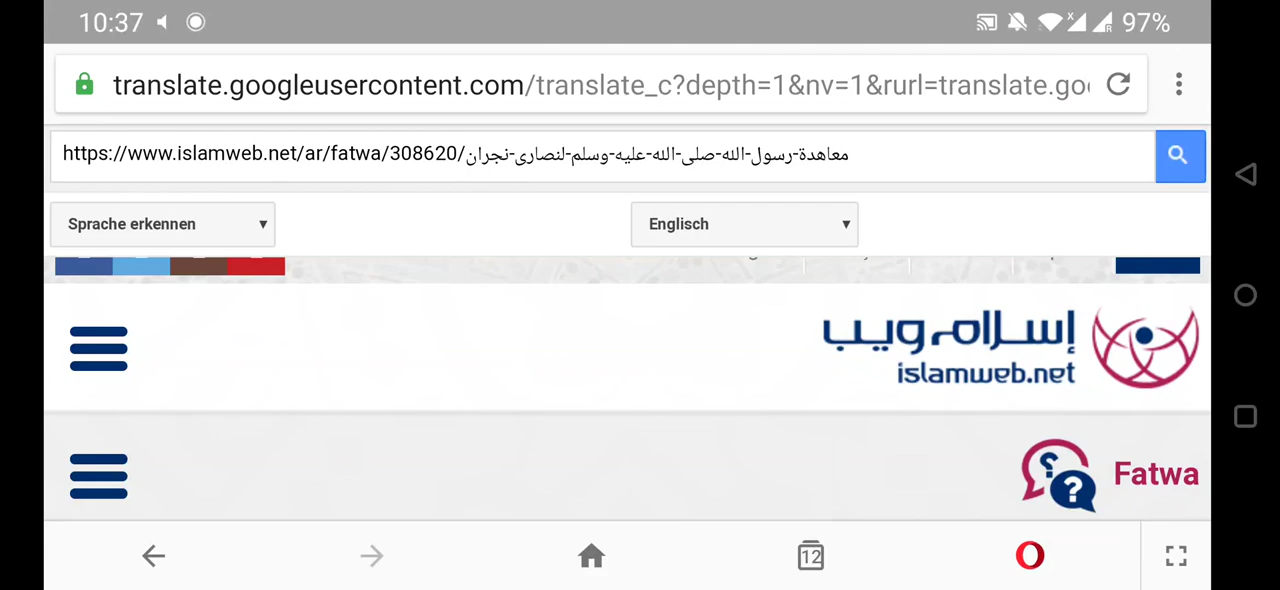 10:37 97%
translate.googleusercontent.com/translate_c?depth=1&nv=1&rurl=translate.go
https://www.islamweb.net/ar/fatwa/308620/معاهدة-رسول-الله-صلى-الله-عليه-وسلم-لنصارى-نجران
Sprache erkennen Englisch
إسلام ويب
islamweb.net
Fatwa
12